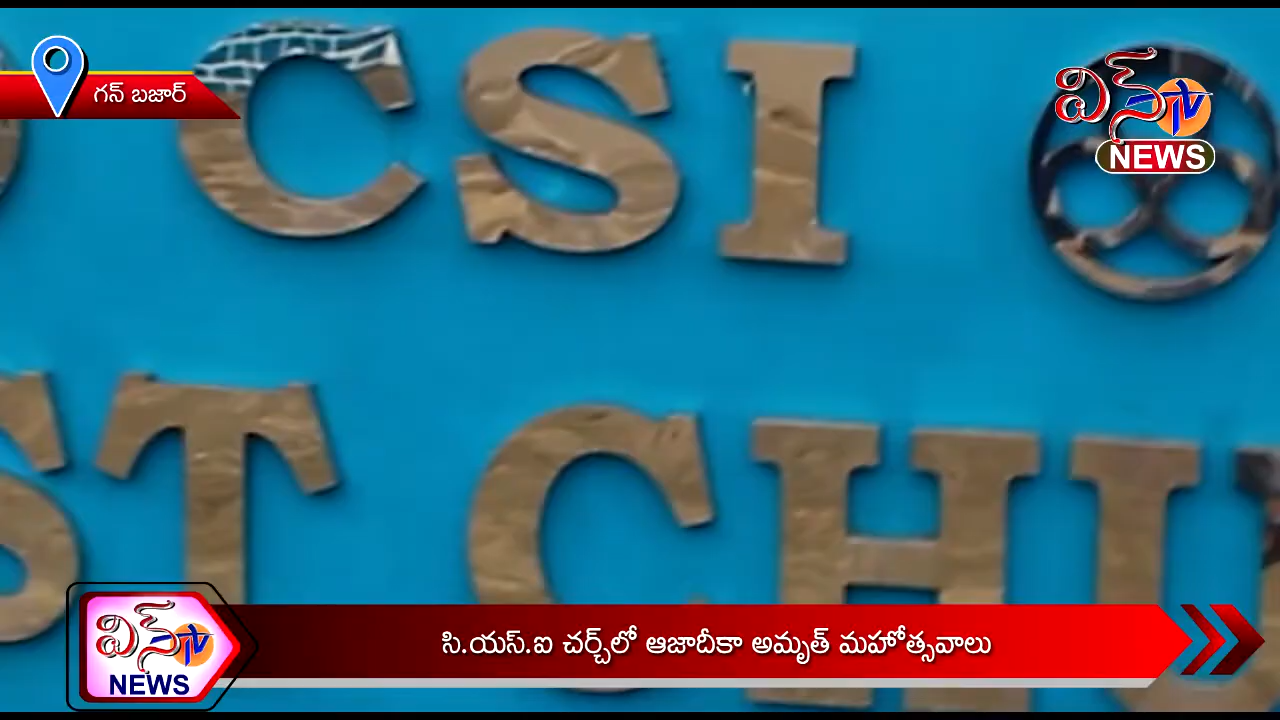 గన్ బజార్
CSI
విన్ TV
NEWS
ST CHU
విన్ TV
NEWS
సి.యస్.ఐ చర్చ్‌లో ఆజాదీకా అమృత్ మహోత్సవాలు